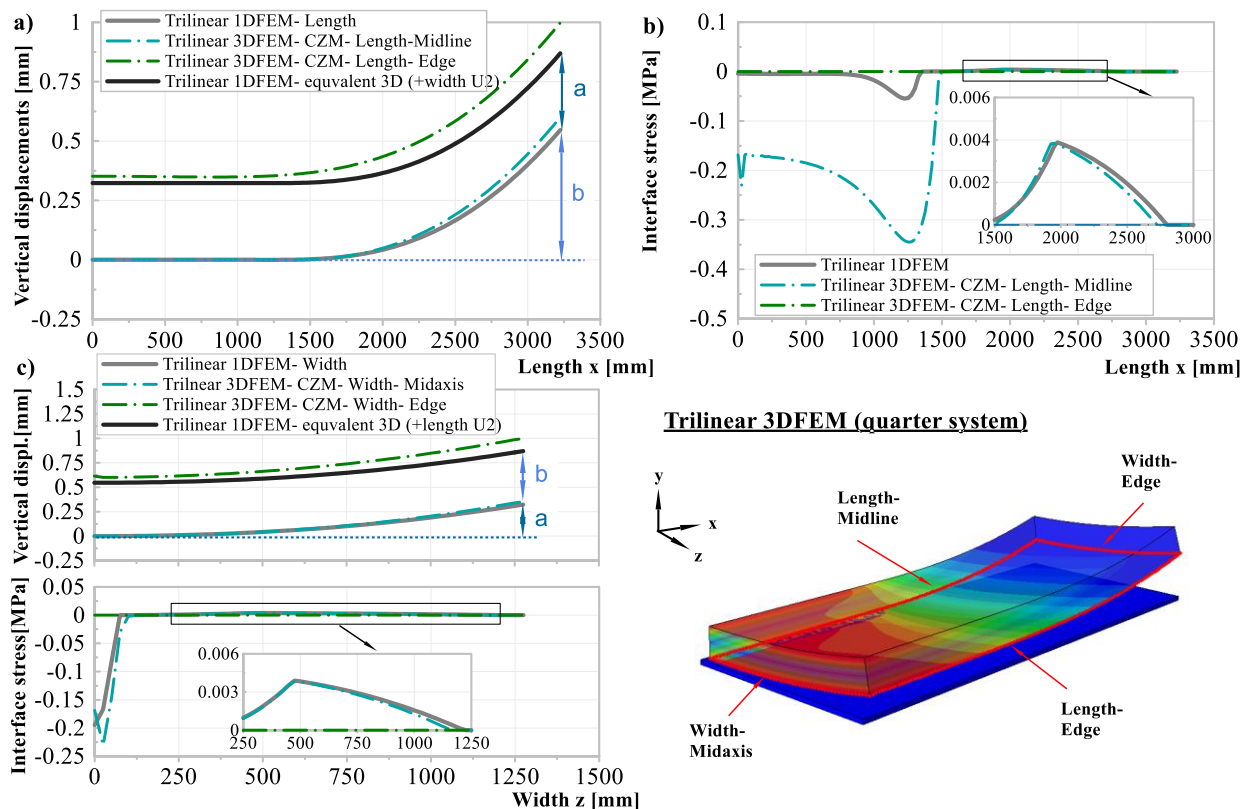 a)
Vertical displacements [mm]
1
0.75
0.5
0.25
0
-0.25
Trilinear 1DFEM- Length
Trilinear 3DFEM- CZM- Length-Midline
Trilinear 3DFEM- CZM- Length- Edge
Trilinear 1DFEM- equvalent 3D (+width U2)
a
b
0 500 1000 1500 2000 2500 3000 3500
Length x [mm]
b)
Interface stress [MPa]
0.1
0
-0.1
-0.2
-0.3
-0.4
-0.5
0.006
0.004
0.002
0
1500 2000 2500 3000
Trilinear 1DFEM
Trilinear 3DFEM- CZM- Length- Midline
Trilinear 3DFEM- CZM- Length- Edge
0 500 1000 1500 2000 2500 3000 3500
Length x [mm]
c)
Vertical displ.[mm]
1.5
1.25
1
0.75
0.5
0.25
0
-0.25
Trilinear 1DFEM- Width
Trilnear 3DFEM- CZM- Width- Midaxis
Trilinear 3DFEM- CZM- Width- Edge
Trilinear 1DFEM- equvalent 3D (+length U2)
b
a
Interface stress[MPa]
0.05
0
-0.05
-0.1
-0.15
-0.2
-0.25
0.006
0.003
0
250 500 750 1000 1250
0 250 500 750 1000 1250 1500
Width z [mm]
Trilinear 3DFEM (quarter system)
y
x
z
Length-
Midline
Width-
Edge
Width-
Midaxis
Length-
Edge